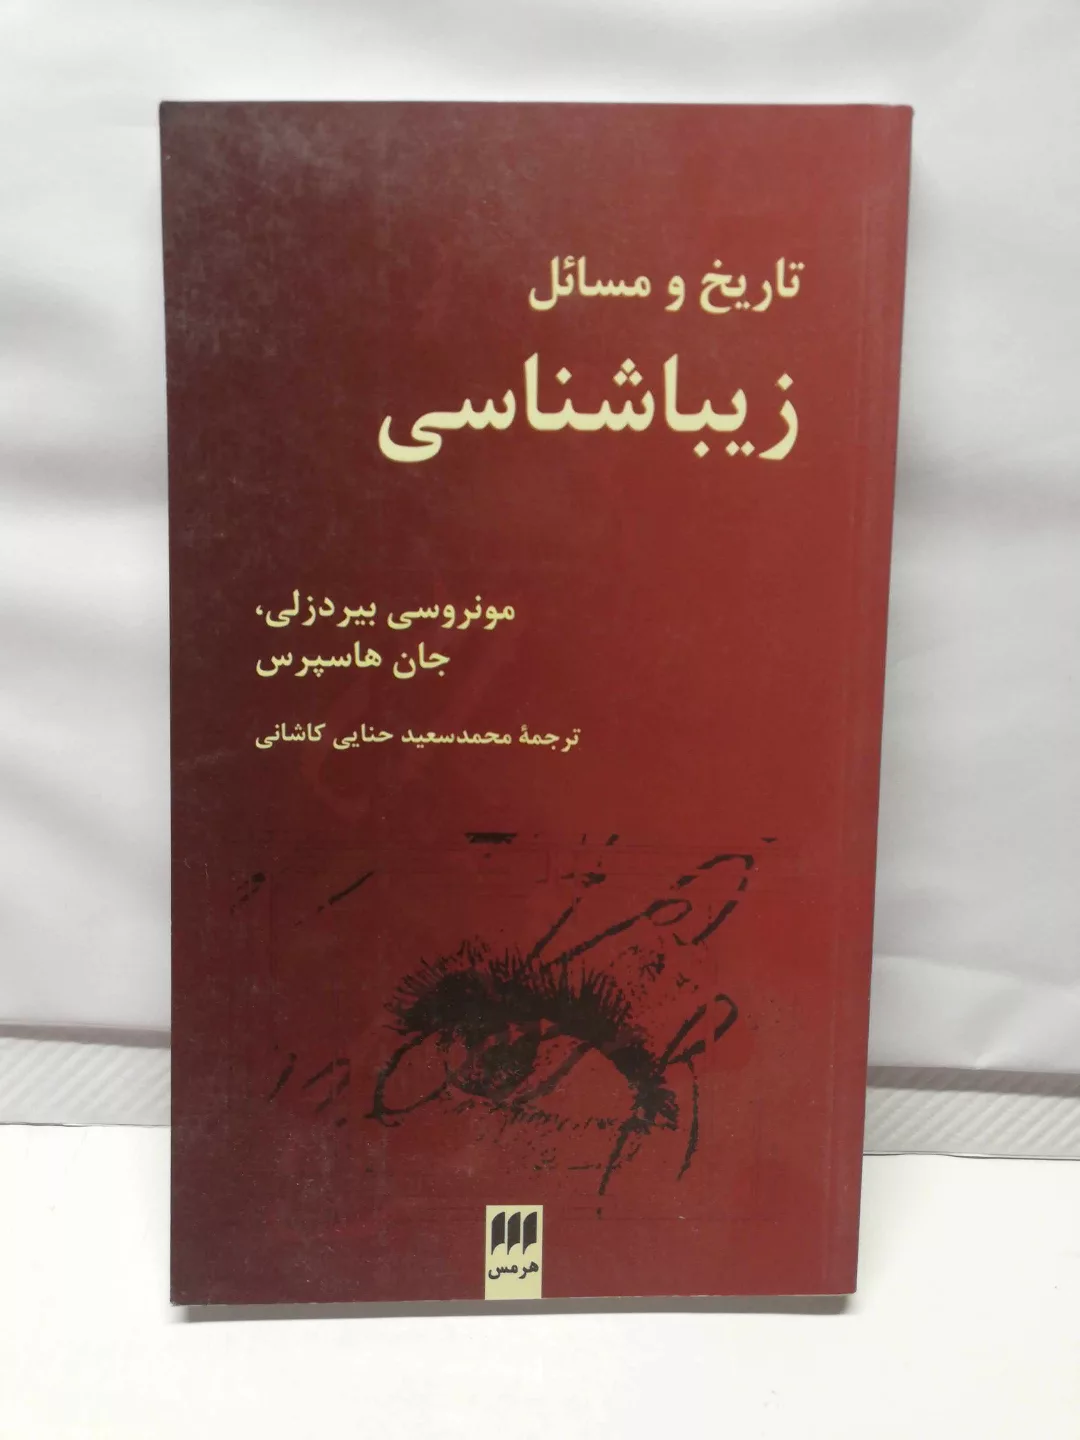 تاریخ و مسائل
زیباشناسی
مونروسی بیردزلی،
جان هاسپرس
ترجمهٔ محمدسعید حنایی کاشانی
هرمس